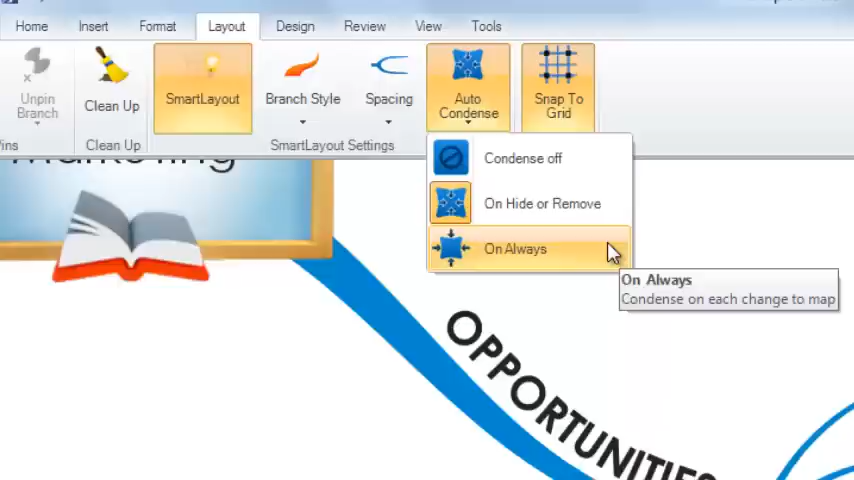 Home Insert Format Layout Design Review View Tools
Unpin
Branch
Clean Up
SmartLayout
Branch Style
Spacing
Auto
Condense
Snap To
Grid
Clean Up
SmartLayout Settings
Condense off
On Hide or Remove
On Always
On Always
Condense on each change to map
OPPORTUNITIES